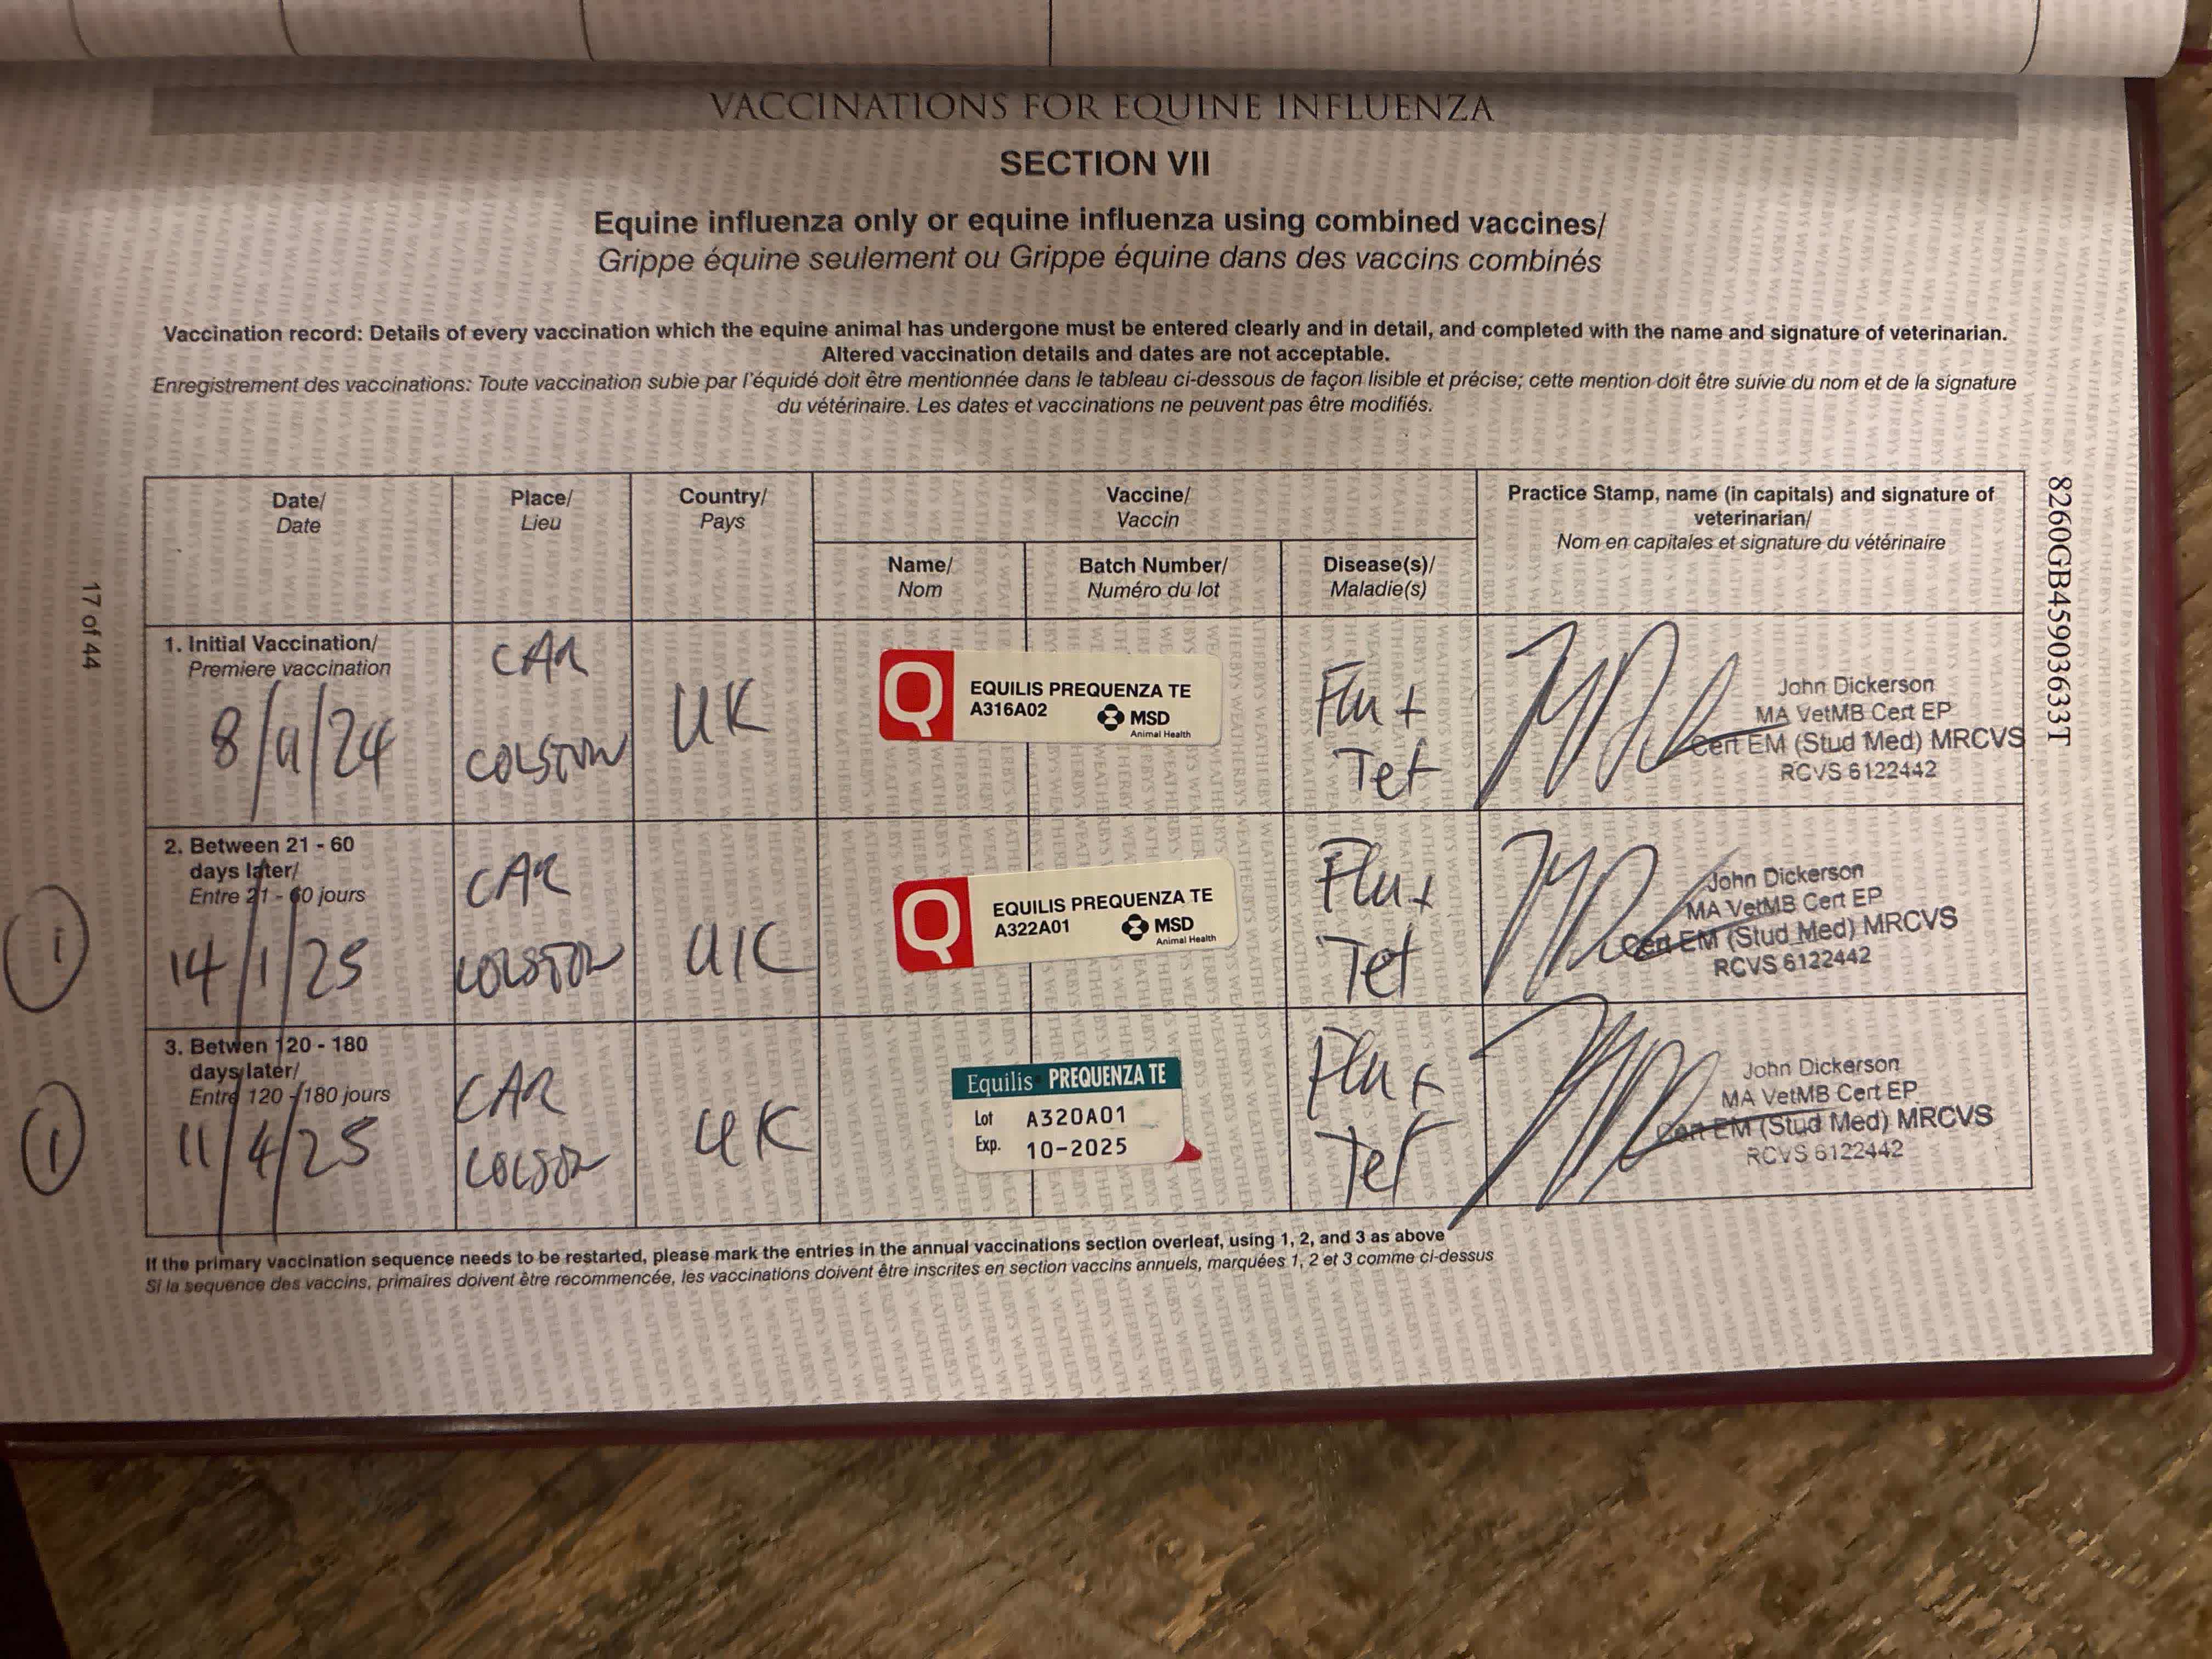 VACCINATIONS FOR EQUINE INFLUENZA
SECTION VII
Equine influenza only or equine influenza using combined vaccines/
Grippe équine seulement ou Grippe équine dans des vaccins combinés
Vaccination record: Details of every vaccination which the equine animal has undergone must be entered clearly and in detail, and completed with the name and signature of veterinarian.
Altered vaccination details and dates are not acceptable.
Enregistrement des vaccinations: Toute vaccination subie par l'équidé doit être mentionnée dans le tableau ci-dessous de façon lisible et précise; cette mention doit être suivie du nom et de la signature
du vétérinaire. Les dates et vaccinations ne peuvent pas être modifiés.
Date/
Date
Place/
Lieu
Country/
Pays
Vaccine/
Vaccin
Name/
Nom
Batch Number/
Numéro du lot
Disease(s)/
Maladie(s)
Practice Stamp, name (in capitals) and signature of
veterinarian/
Nom en capitales et signature du vétérinaire
1. Initial Vaccination/
Premiere vaccination
8/11/24
CAR
COLSTON
UK
EQUILIS PREQUENZA TE
A316A02
MSD
Animal Health
Flu +
Tet
John Dickerson
MA VetMB Cert EP
Cert EM (Stud Med) MRCVS
RCVS 6122442
2. Between 21 - 60
days later/
Entre 21 - 60 jours
14/1/25
CAR
COLSTON
UK
EQUILIS PREQUENZA TE
A322A01
MSD
Animal Health
Flu +
Tet
John Dickerson
MA VetMB Cert EP
Cert EM (Stud Med) MRCVS
RCVS 6122442
1
3. Betwen 120 - 180
days later/
Entre 120 - 180 jours
11/4/25
CAR
COLSTON
UK
Equilis PREQUENZA TE
Lot A320A01
Exp. 10-2025
Flu +
Tet
John Dickerson
MA VetMB Cert EP
Cert EM (Stud Med) MRCVS
RCVS 6122442
1
If the primary vaccination sequence needs to be restarted, please mark the entries in the annual vaccinations section overleaf, using 1, 2, and 3 as above
Si la sequence des vaccins, primaires doivent être recommencée, les vaccinations doivent être inscrites en section vaccins annuels, marquées 1, 2 et 3 comme ci-dessus
17 of 44
8260GB45903633T